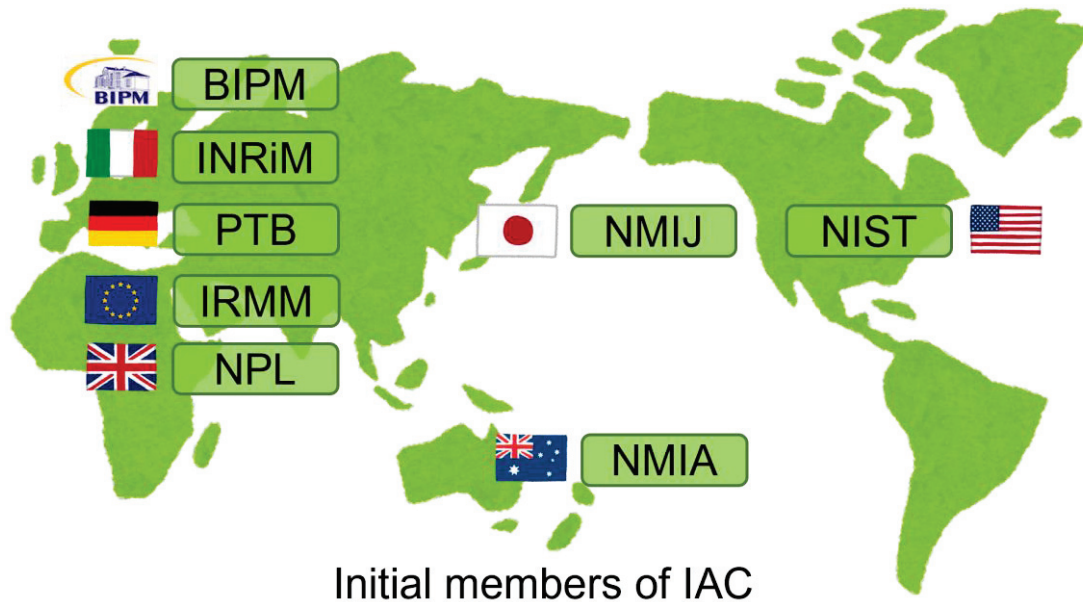 BIPM
BIPM
INRiM
PTB
NMIJ
NIST
IRMM
NPL
NMIA
Initial members of IAC